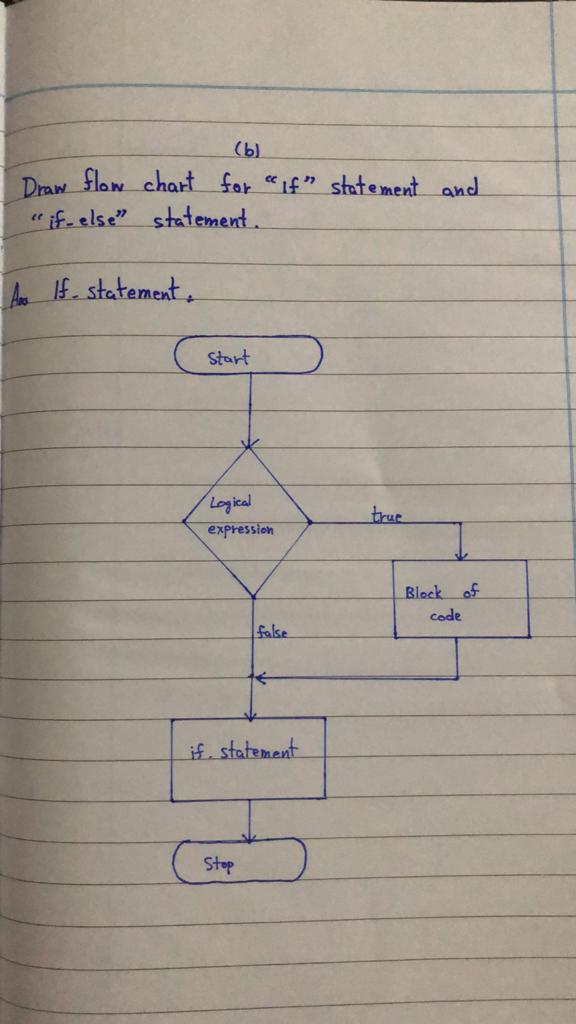 (b)
Draw flow chart for "If" statement and
"if-else" statement.
Ans If-statement.
Start
Logical
expression
true
Block of
code
false
if-statement
Stop